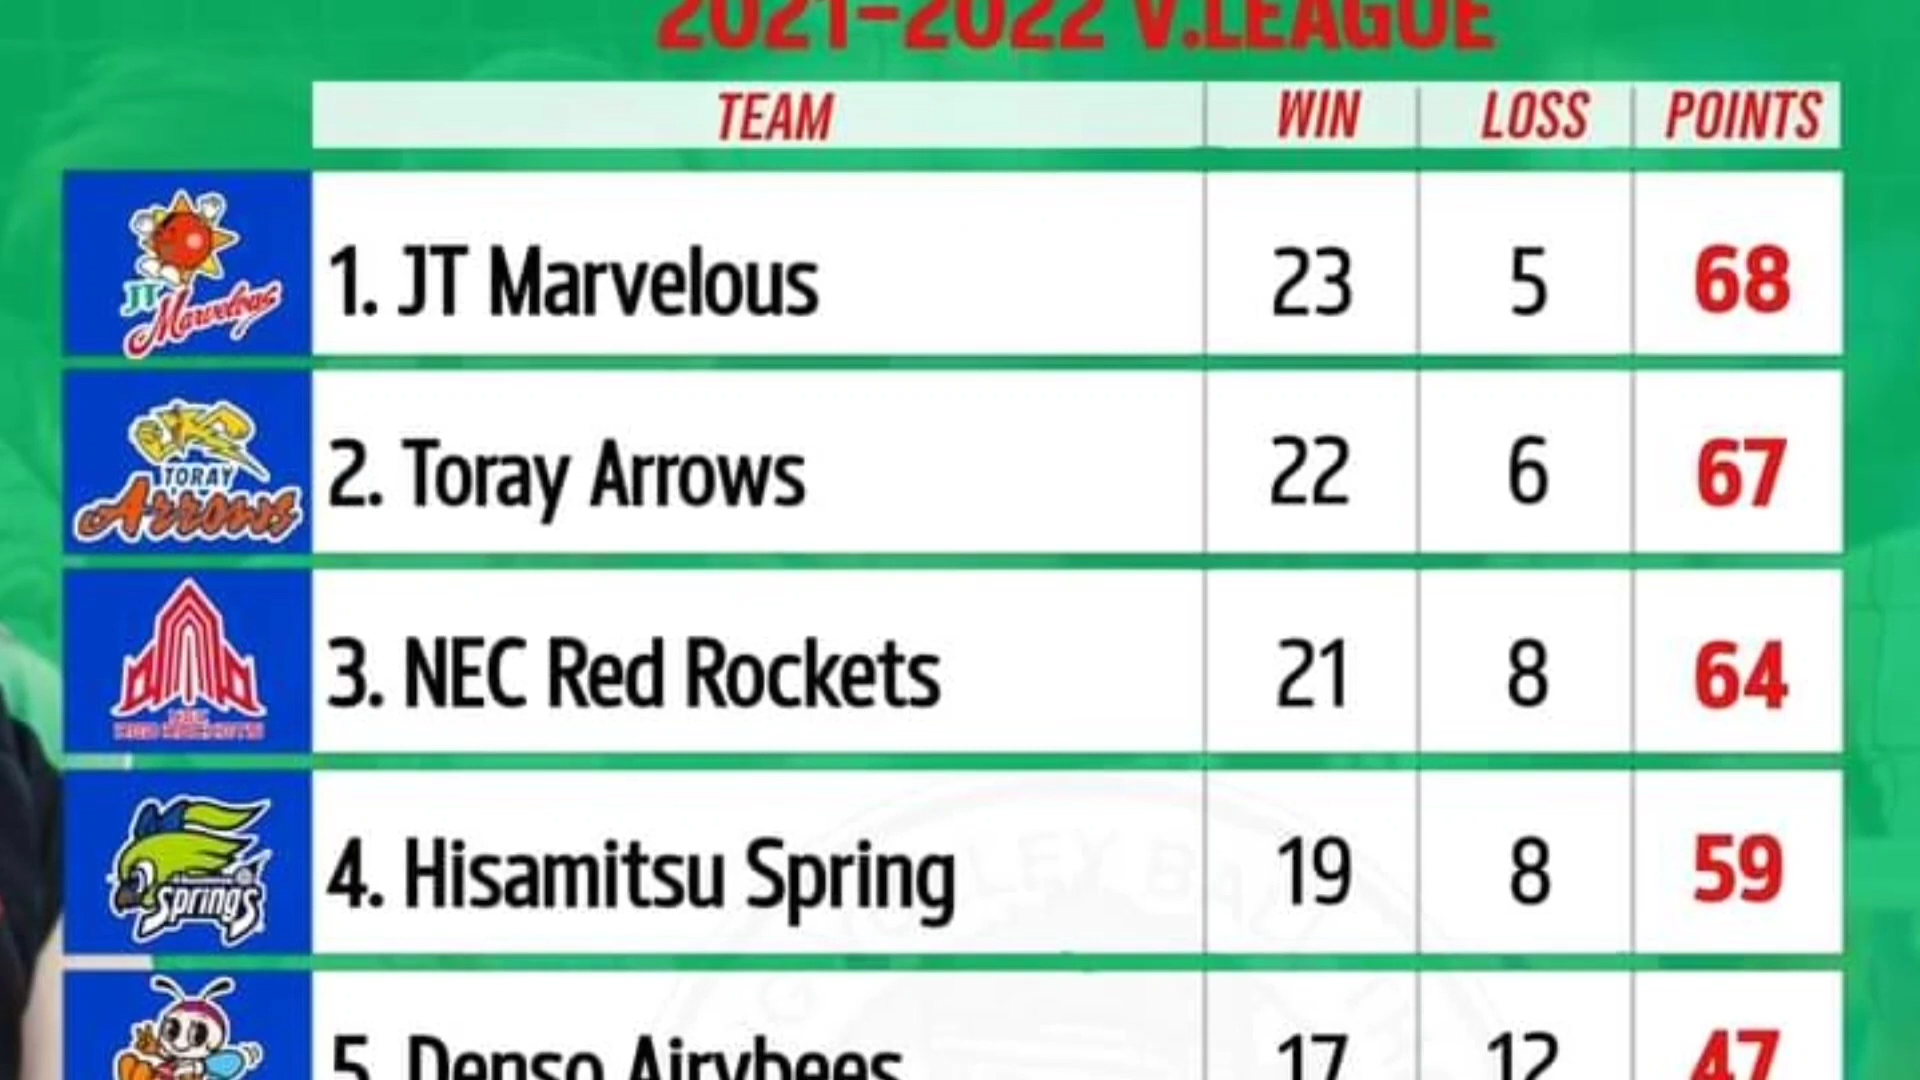 2021-2022 V.LEAGUE
TEAM WIN LOSS POINTS
JT Marvelous
1. JT Marvelous 23 5 68
TORAY
Arrows
2. Toray Arrows 22 6 67
3. NEC Red Rockets 21 8 64
Springs
4. Hisamitsu Spring 19 8 59
5. Denso Airybees 17 12 47